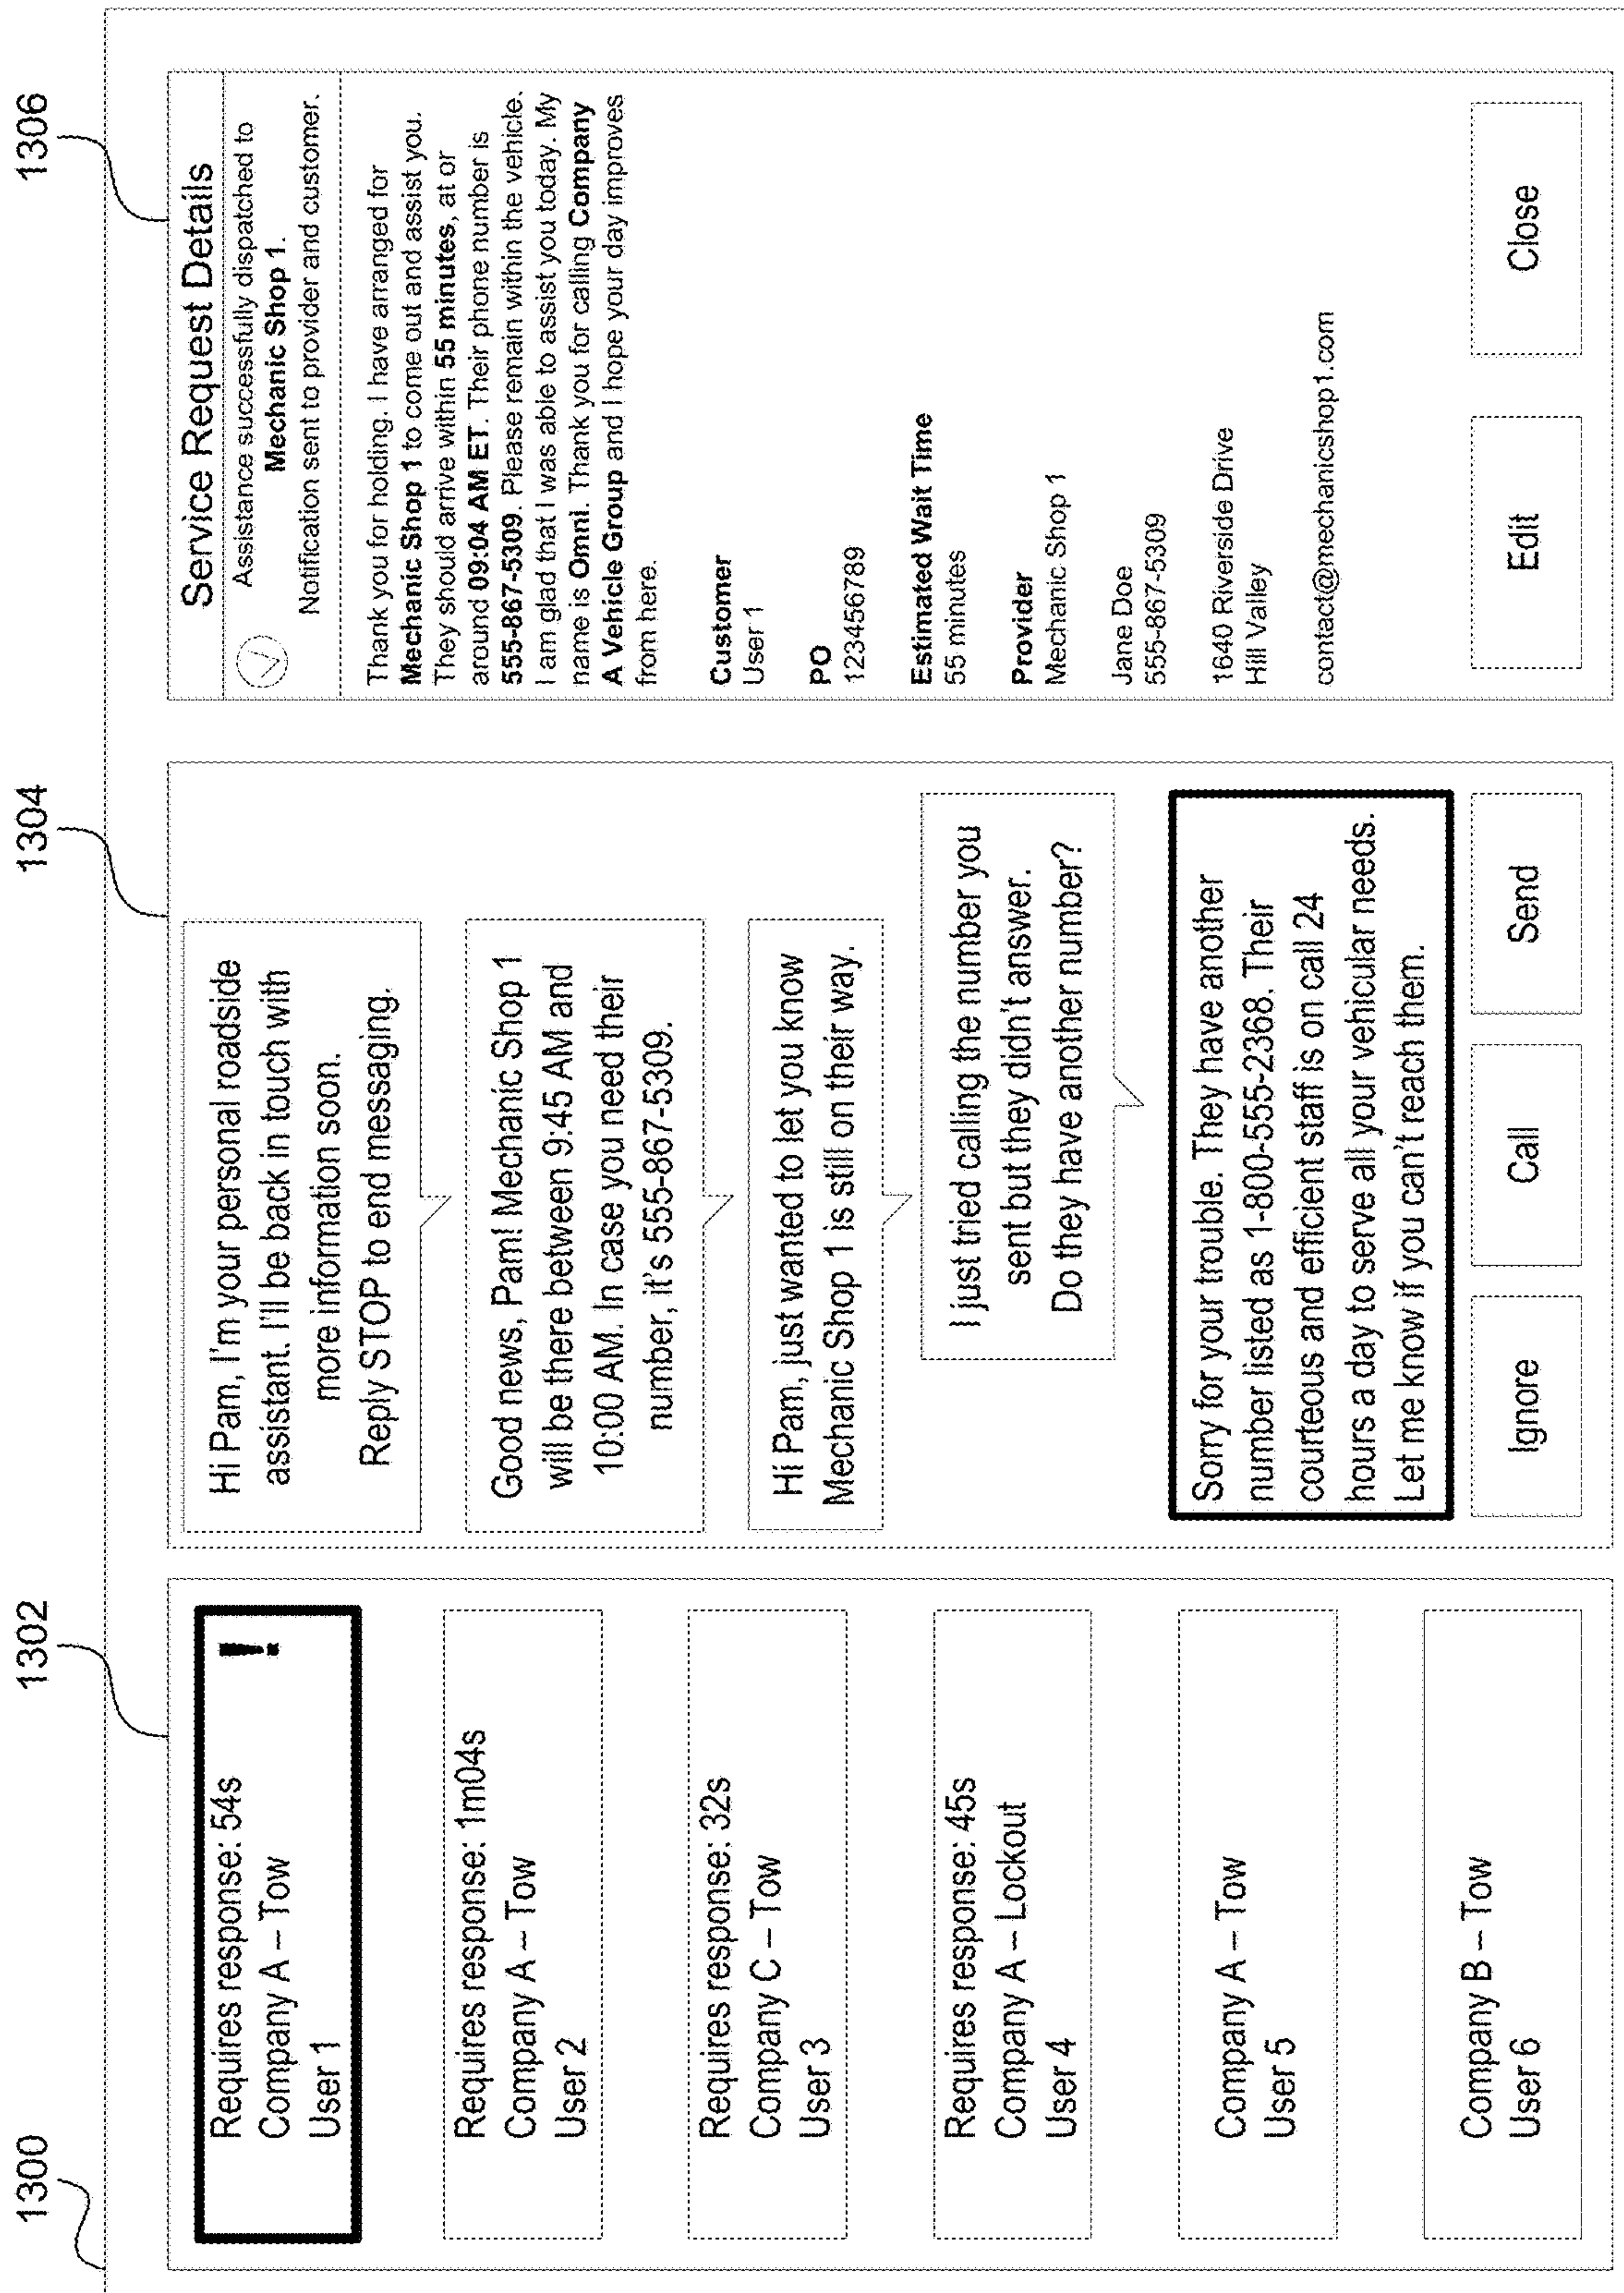 1300
1302
1304
1306
Requires response: 54s
!
Company A – Tow
User 1
Requires response: 1m04s
Company A – Tow
User 2
Requires response: 32s
Company C – Tow
User 3
Requires response: 45s
Company A – Lockout
User 4
Company A – Tow
User 5
Company B – Tow
User 6
Hi Pam, I'm your personal roadside
assistant. I'll be back in touch with
more information soon.
Reply STOP to end messaging.
Good news, Pam! Mechanic Shop 1
will be there between 9:45 AM and
10:00 AM. In case you need their
number, it's 555-867-5309.
Hi Pam, just wanted to let you know
Mechanic Shop 1 is still on their way.
I just tried calling the number you
sent but they didn't answer.
Do they have another number?
Sorry for your trouble. They have another
number listed as 1-800-555-2368. Their
courteous and efficient staff is on call 24
hours a day to serve all your vehicular needs.
Let me know if you can't reach them.
Ignore
Call
Send
Service Request Details
Assistance successfully dispatched to
Mechanic Shop 1.
Notification sent to provider and customer.
Thank you for holding. I have arranged for
Mechanic Shop 1 to come out and assist you.
They should arrive within 55 minutes, at or
around 09:04 AM ET. Their phone number is
555-867-5309. Please remain within the vehicle.
I am glad that I was able to assist you today. My
name is Omni. Thank you for calling Company
A Vehicle Group and I hope your day improves
from here.
Customer
User 1
PO
123456789
Estimated Wait Time
55 minutes
Provider
Mechanic Shop 1
Jane Doe
555-867-5309
1640 Riverside Drive
Hill Valley
contact@mechanicshop1.com
Edit
Close